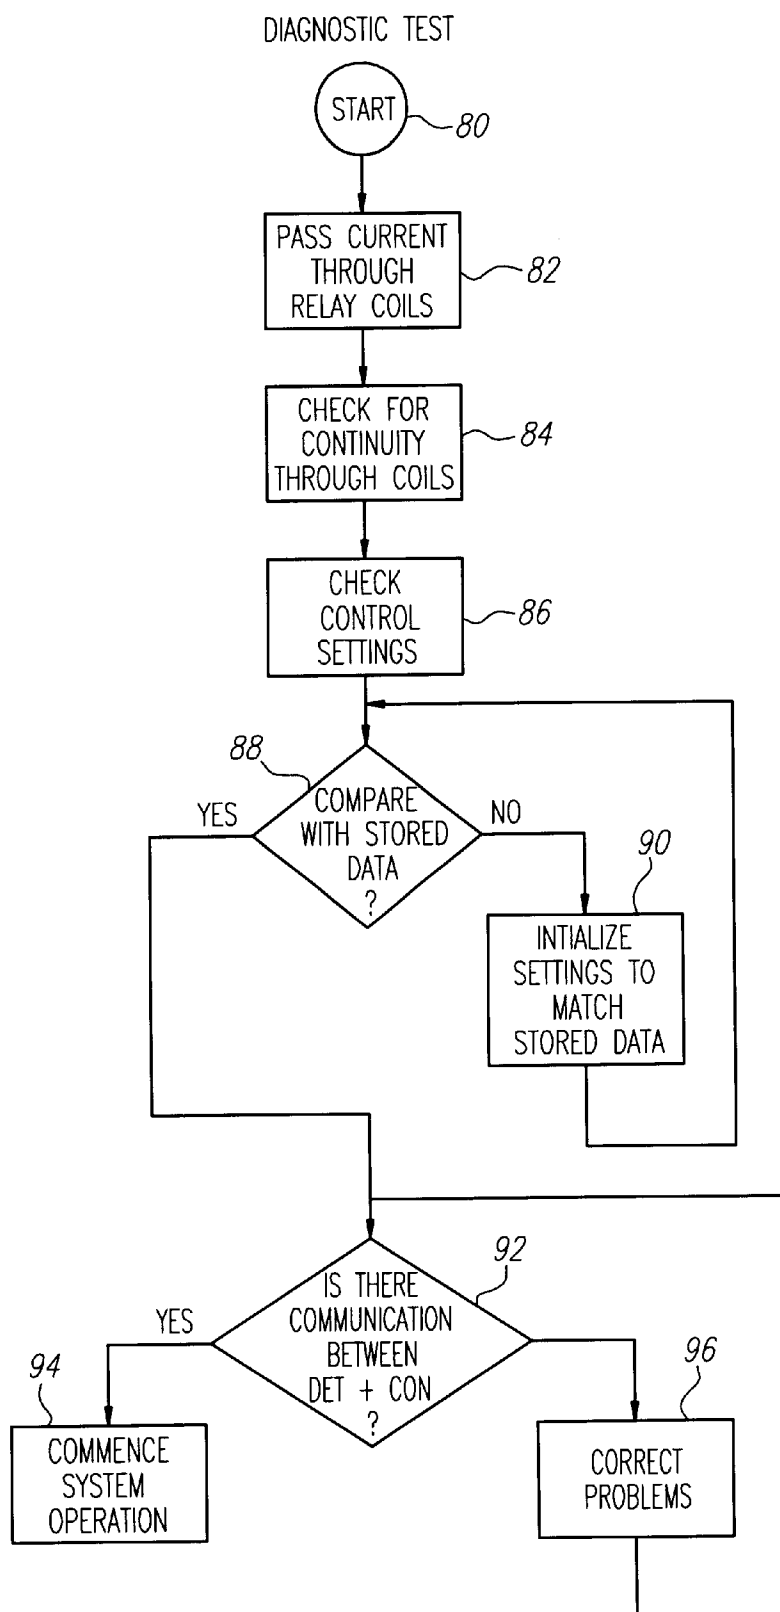 DIAGNOSTIC TEST
START
80
PASS CURRENT
THROUGH
RELAY COILS
82
CHECK FOR
CONTINUITY
THROUGH COILS
84
CHECK
CONTROL
SETTINGS
86
88
COMPARE
WITH STORED
DATA
?
YES
NO
90
INTIALIZE
SETTINGS TO
MATCH
STORED DATA
92
IS THERE
COMMUNICATION
BETWEEN
DET + CON
?
YES
94
COMMENCE
SYSTEM
OPERATION
96
CORRECT
PROBLEMS